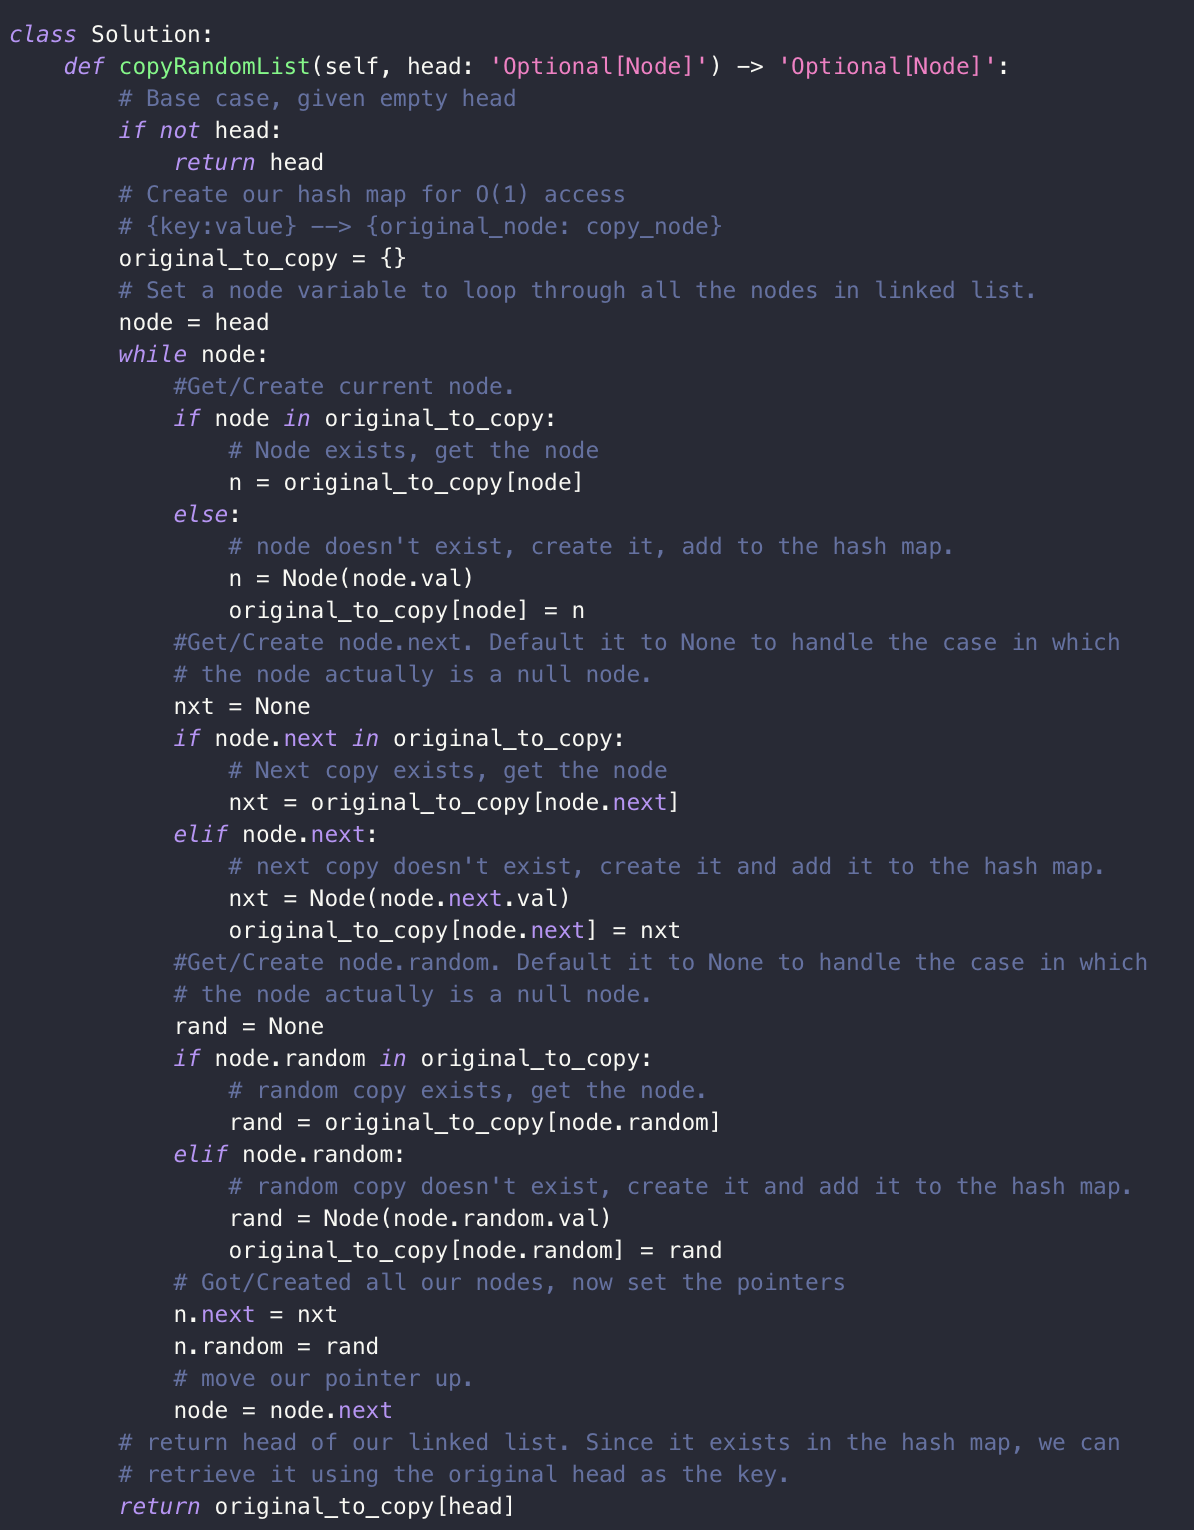 class Solution:
    def copyRandomList(self, head: 'Optional[Node]') -> 'Optional[Node]':
        # Base case, given empty head
        if not head:
            return head
        # Create our hash map for O(1) access
        # {key:value} --> {original_node: copy_node}
        original_to_copy = {}
        # Set a node variable to loop through all the nodes in linked list.
        node = head
        while node:
            #Get/Create current node.
            if node in original_to_copy:
                # Node exists, get the node
                n = original_to_copy[node]
            else:
                # node doesn't exist, create it, add to the hash map.
                n = Node(node.val)
                original_to_copy[node] = n
            #Get/Create node.next. Default it to None to handle the case in which
            # the node actually is a null node.
            nxt = None
            if node.next in original_to_copy:
                # Next copy exists, get the node
                nxt = original_to_copy[node.next]
            elif node.next:
                # next copy doesn't exist, create it and add it to the hash map.
                nxt = Node(node.next.val)
                original_to_copy[node.next] = nxt
            #Get/Create node.random. Default it to None to handle the case in which
            # the node actually is a null node.
            rand = None
            if node.random in original_to_copy:
                # random copy exists, get the node.
                rand = original_to_copy[node.random]
            elif node.random:
                # random copy doesn't exist, create it and add it to the hash map.
                rand = Node(node.random.val)
                original_to_copy[node.random] = rand
            # Got/Created all our nodes, now set the pointers
            n.next = nxt
            n.random = rand
            # move our pointer up.
            node = node.next
        # return head of our linked list. Since it exists in the hash map, we can
        # retrieve it using the original head as the key.
        return original_to_copy[head]